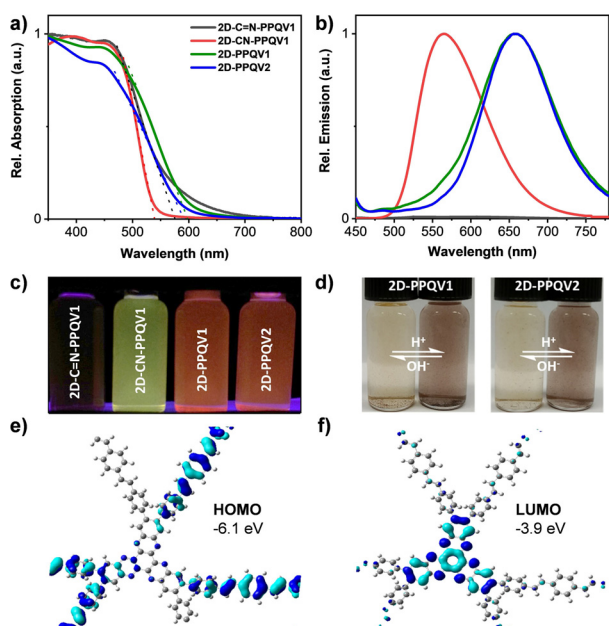 a)
Rel. Absorption (a.u.)
1
0
2D-C=N-PPQV1
2D-CN-PPQV1
2D-PPQV1
2D-PPQV2
400 500 600 700 800
Wavelength (nm)
b)
Rel. Emission (a.u.)
1
0
450 500 550 600 650 700 750
Wavelength (nm)
c)
2D-C=N-PPQV1
2D-CN-PPQV1
2D-PPQV1
2D-PPQV2
d)
2D-PPQV1
H⁺
OH⁻
2D-PPQV2
H⁺
OH⁻
e)
HOMO
-6.1 eV
f)
LUMO
-3.9 eV